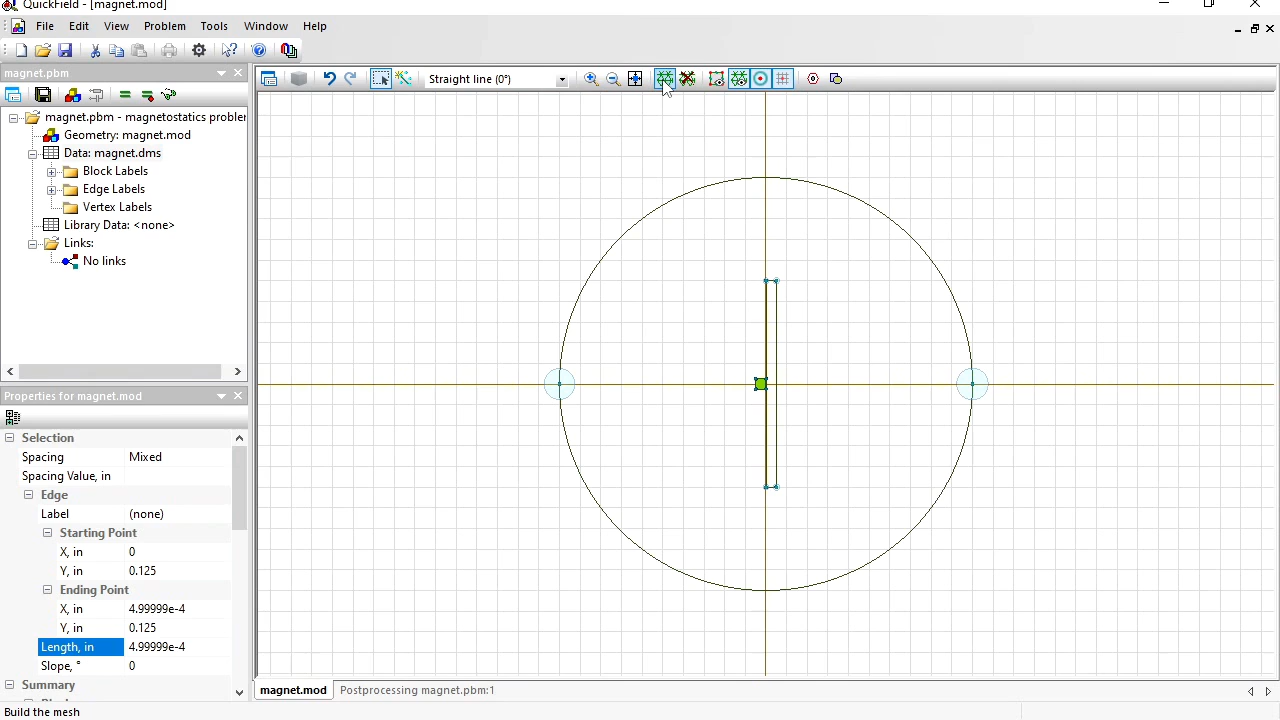 QuickField - [magnet.mod]
File Edit View Problem Tools Window Help
magnet.pbm
Straight line (0°)
magnet.pbm - magnetostatics probler
Geometry: magnet.mod
Data: magnet.dms
Block Labels
Edge Labels
Vertex Labels
Library Data: <none>
Links:
No links
Properties for magnet.mod
Selection
Spacing Mixed
Spacing Value, in
Edge
Label (none)
Starting Point
X, in 0
Y, in 0.125
Ending Point
X, in 4.99999e-4
Y, in 0.125
Length, in 4.99999e-4
Slope, ° 0
Summary
magnet.mod Postprocessing magnet.pbm:1
Build the mesh